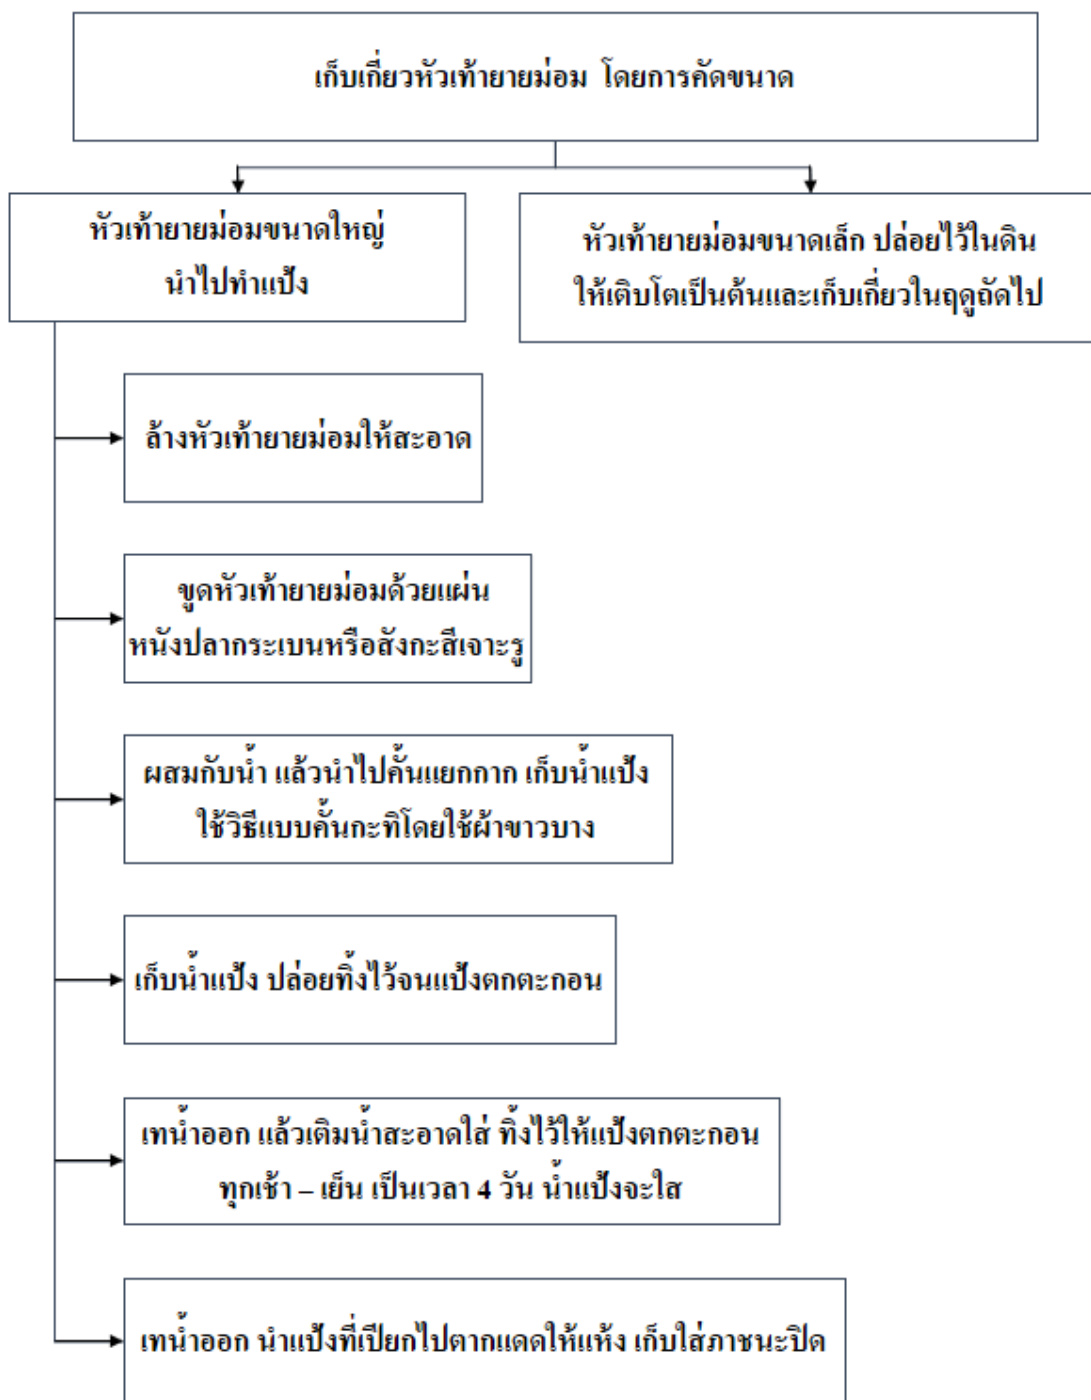 เก็บเกี่ยวหัวเท้ายายม่อม โดยการคัดขนาด
หัวเท้ายายม่อมขนาดใหญ่
นำไปทำแป้ง
หัวเท้ายายม่อมขนาดเล็ก ปล่อยไว้ในดิน
ให้เติบโตเป็นต้นและเก็บเกี่ยวในฤดูถัดไป
ล้างหัวเท้ายายม่อมให้สะอาด
ขูดหัวเท้ายายม่อมด้วยแผ่น
หนังปลากระเบนหรือสังกะสีเจาะรู
ผสมกับน้ำ แล้วนำไปคั้นแยกกาก เก็บน้ำแป้ง
ใช้วิธีแบบคั้นกะทิโดยใช้ผ้าขาวบาง
เก็บน้ำแป้ง ปล่อยทิ้งไว้จนแป้งตกตะกอน
เทน้ำออก แล้วเติมน้ำสะอาดใส่ ทิ้งไว้ให้แป้งตกตะกอน
ทุกเช้า – เย็น เป็นเวลา 4 วัน น้ำแป้งจะใส
เทน้ำออก นำแป้งที่เปียกไปตากแดดให้แห้ง เก็บใส่ภาชนะปิด